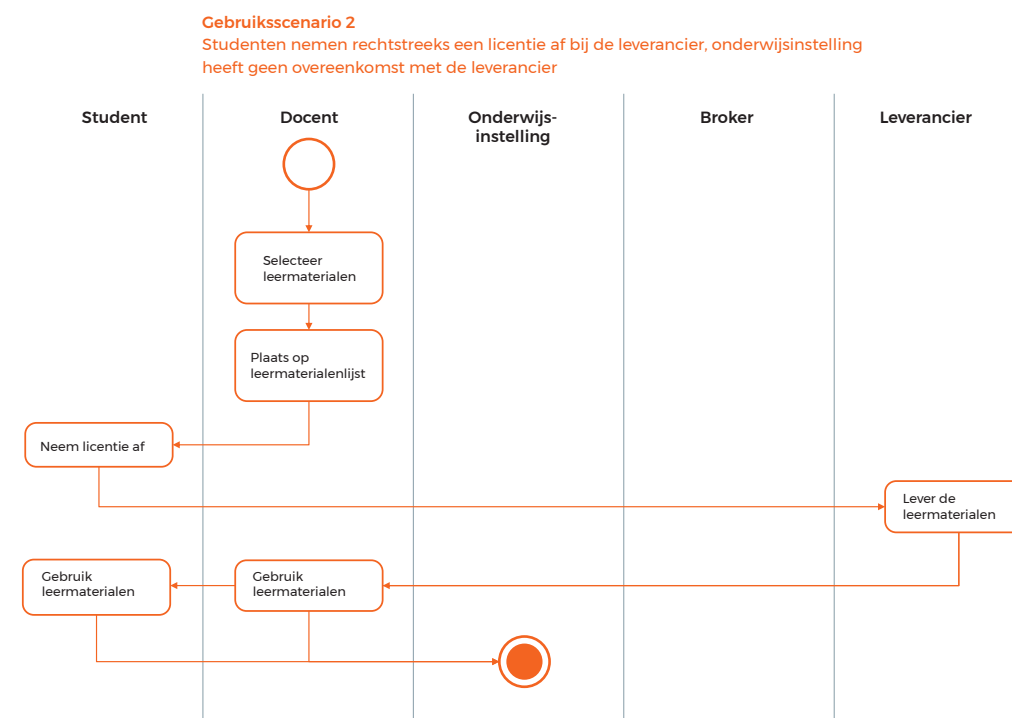 Gebruiksscenario 2
Studenten nemen rechtstreeks een licentie af bij de leverancier, onderwijsinstelling
heeft geen overeenkomst met de leverancier
Student
Docent
Onderwijs-
instelling
Broker
Leverancier
Selecteer
leermaterialen
Plaats op
leermaterialenlijst
Neem licentie af
Lever de
leermaterialen
Gebruik
leermaterialen
Gebruik
leermaterialen